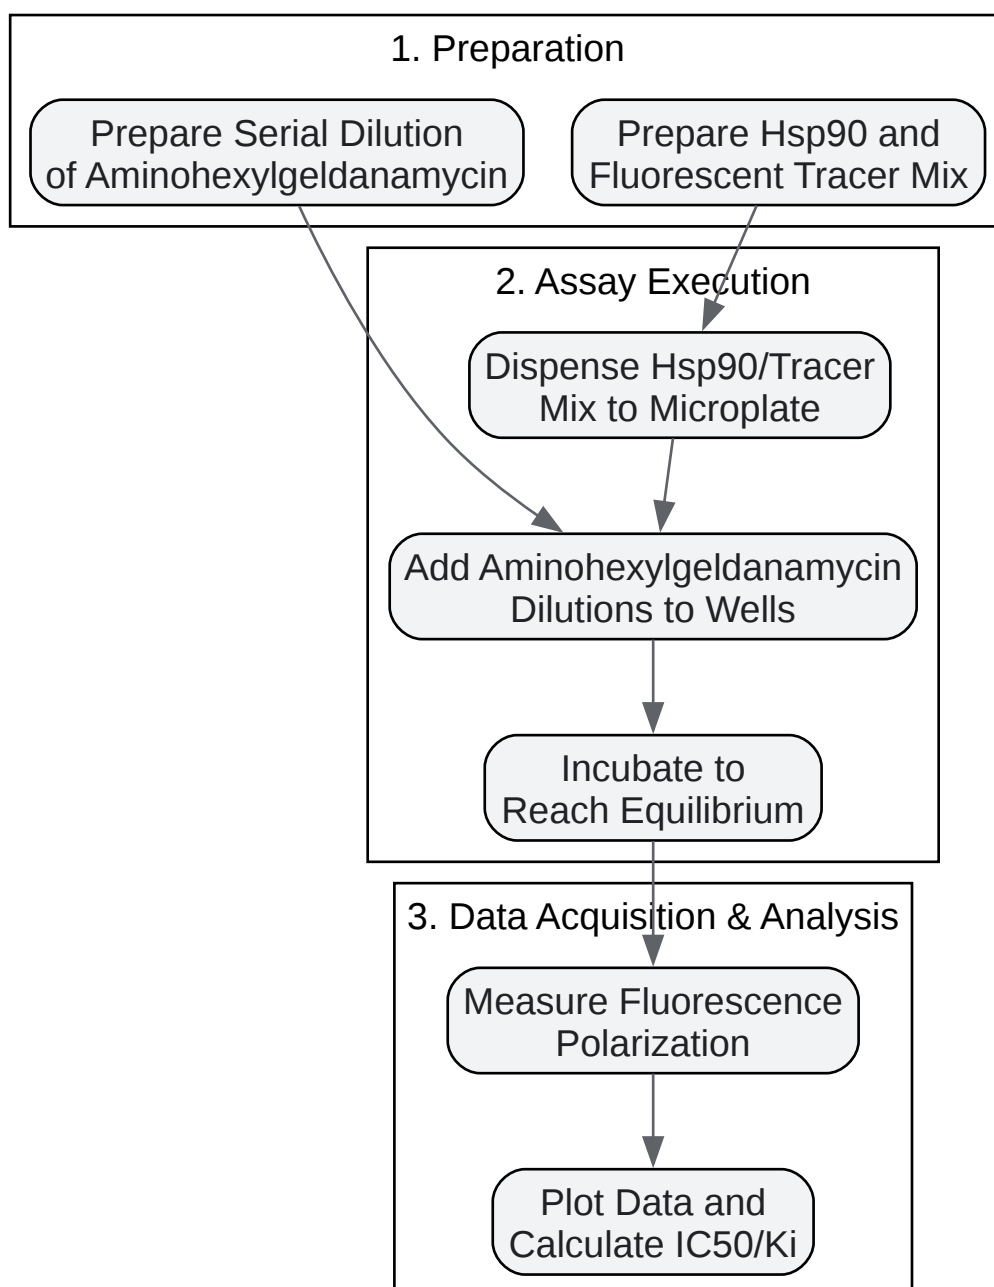 1. Preparation
Prepare Serial Dilution
of Aminohexylgeldanamycin
Prepare Hsp90 and
Fluorescent Tracer Mix
2. Assay Execution
Dispense Hsp90/Tracer
Mix to Microplate
Add Aminohexylgeldanamycin
Dilutions to Wells
Incubate to
Reach Equilibrium
3. Data Acquisition & Analysis
Measure Fluorescence
Polarization
Plot Data and
Calculate IC50/Ki